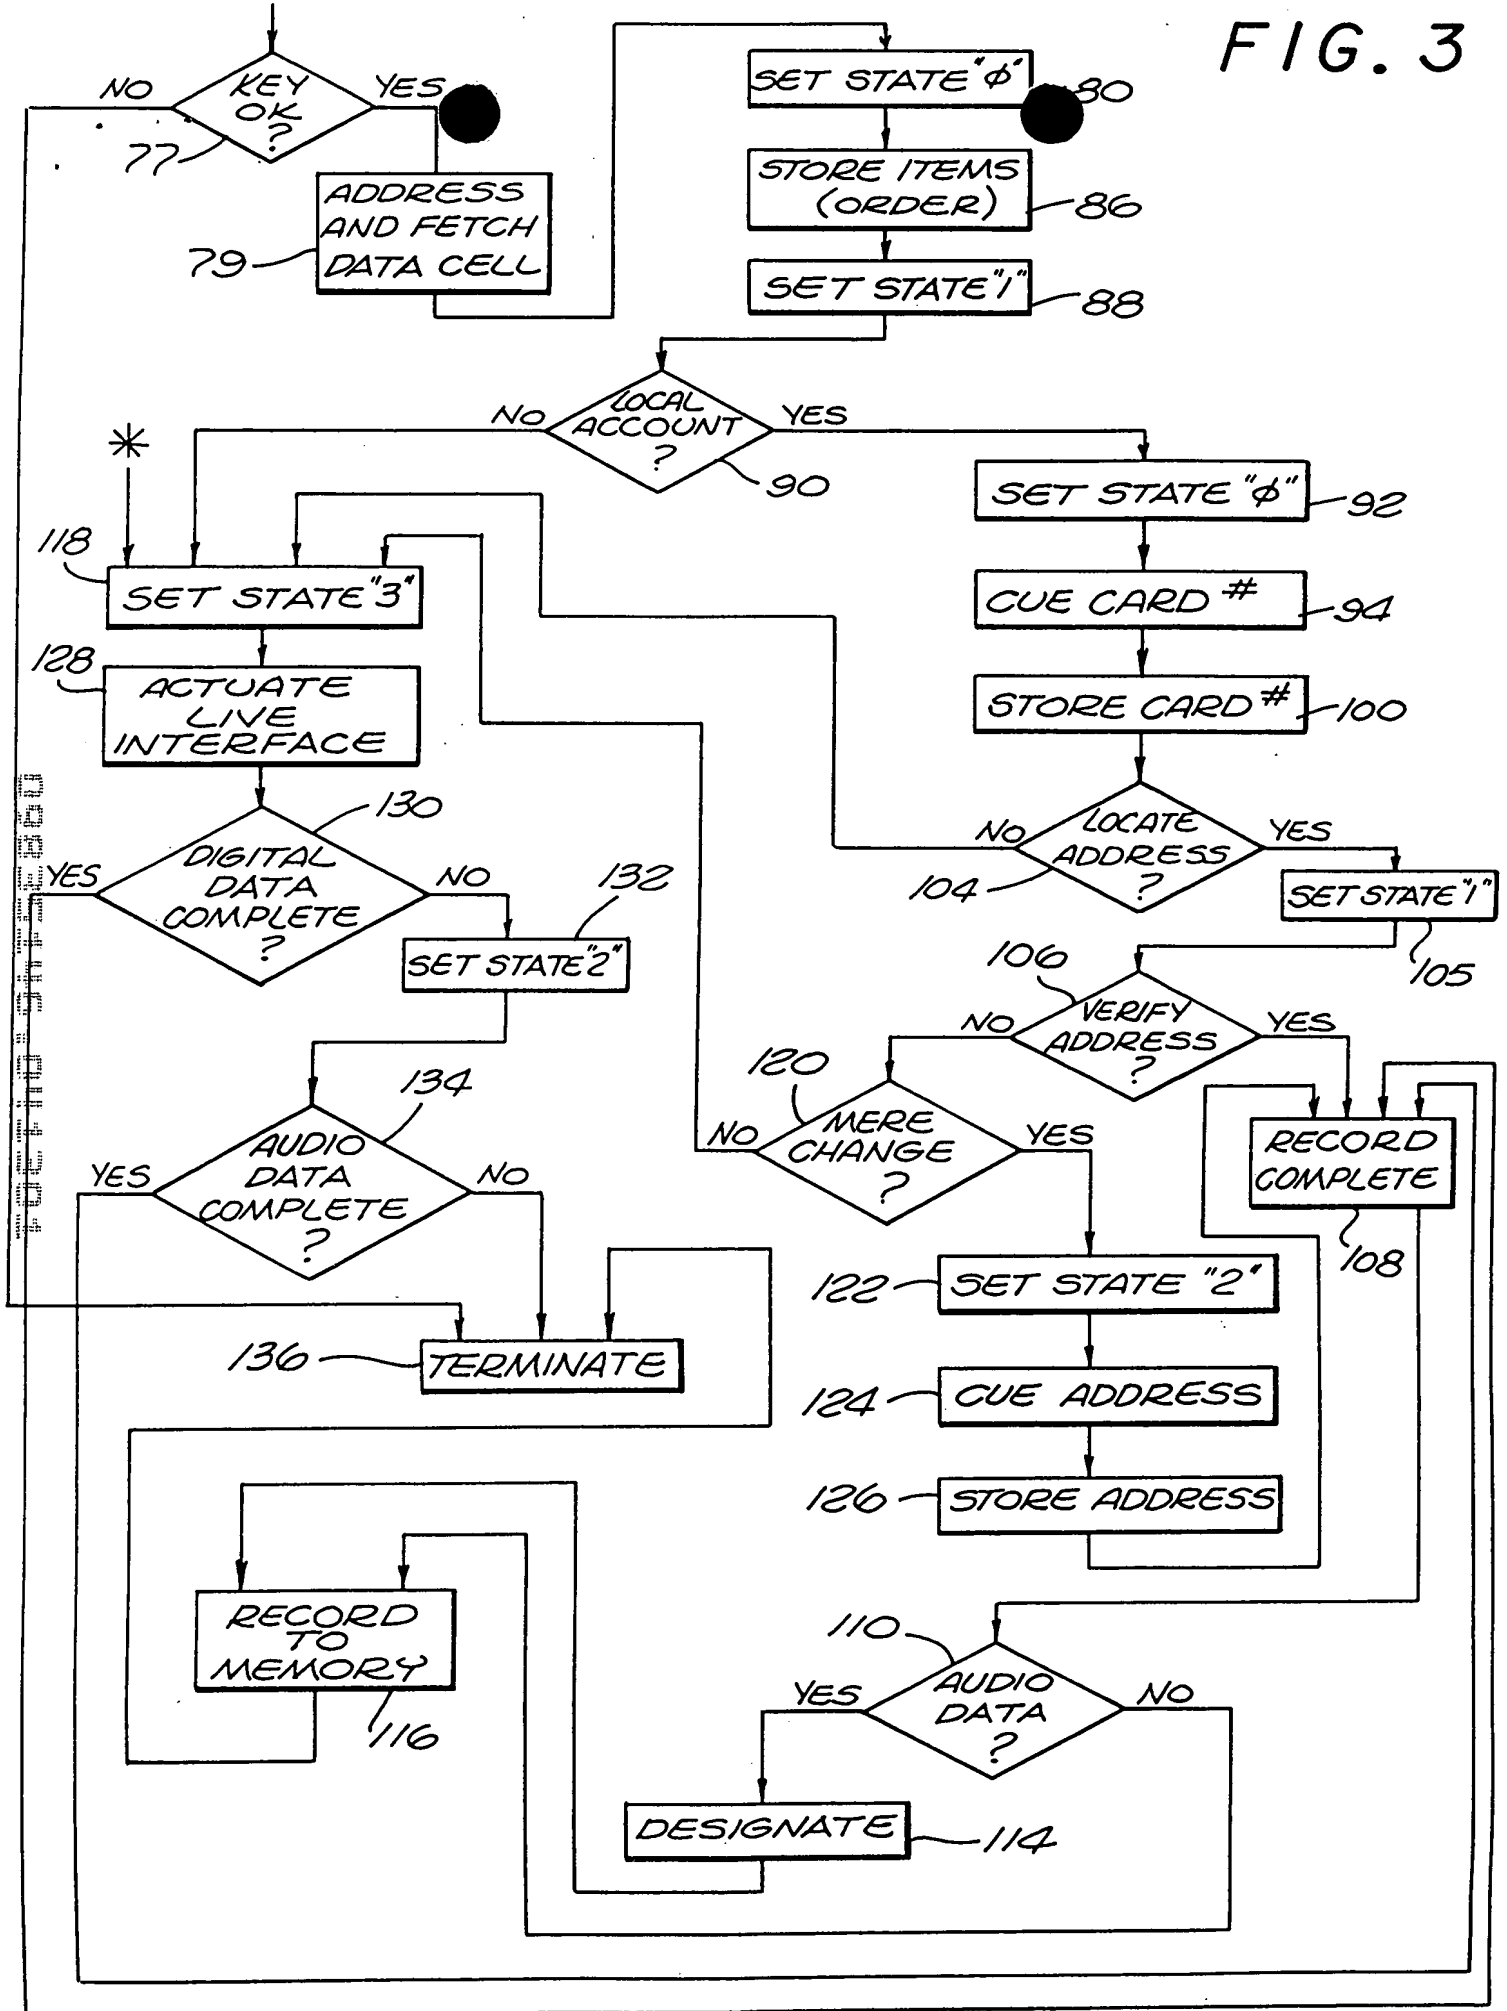 FIG. 3
NO
KEY
OK
?
YES
77
ADDRESS
AND FETCH
DATA CELL
79
SET STATE "φ"
80
STORE ITEMS
(ORDER)
86
SET STATE "1"
88
LOCAL
ACCOUNT
?
NO
YES
90
*
SET STATE "φ"
92
118
SET STATE "3"
CUE CARD #
94
128
ACTUATE
LIVE
INTERFACE
STORE CARD #
100
130
DIGITAL
DATA
COMPLETE
?
YES
NO
LOCATE
ADDRESS
?
NO
YES
104
132
SET STATE "2"
SET STATE "1"
105
106
VERIFY
ADDRESS
?
NO
YES
134
AUDIO
DATA
COMPLETE
?
YES
NO
120
MERE
CHANGE
?
NO
YES
RECORD
COMPLETE
108
122
SET STATE "2"
136
TERMINATE
124
CUE ADDRESS
126
STORE ADDRESS
RECORD
TO
MEMORY
116
110
AUDIO
DATA
?
YES
NO
DESIGNATE
114